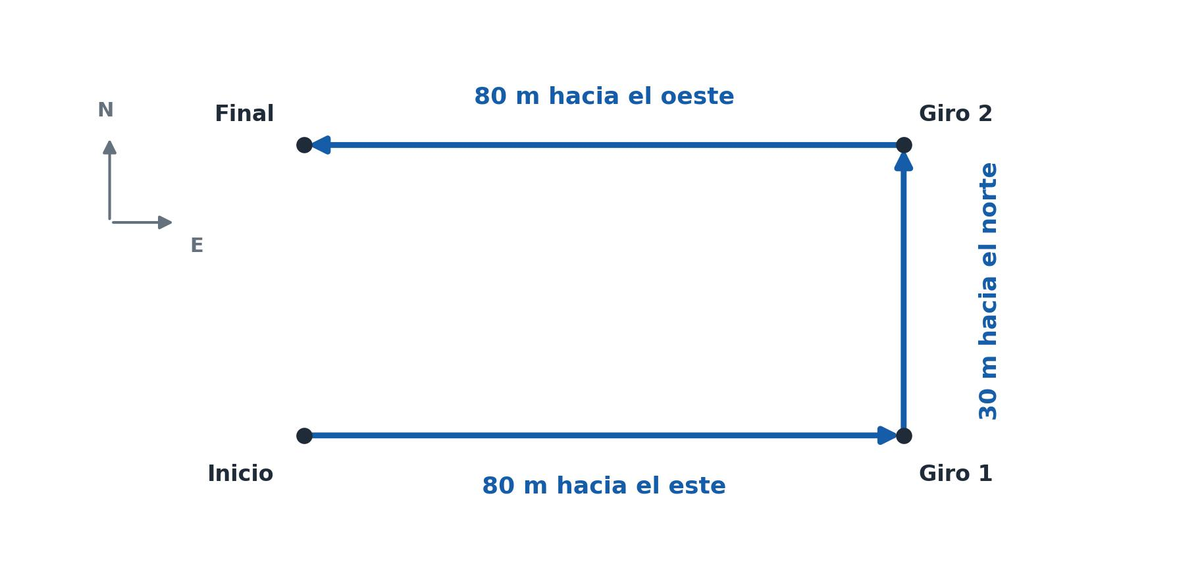 80 m hacia el oeste
N
Final
Giro 2
30 m hacia el norte
E
Inicio
Giro 1
80 m hacia el este